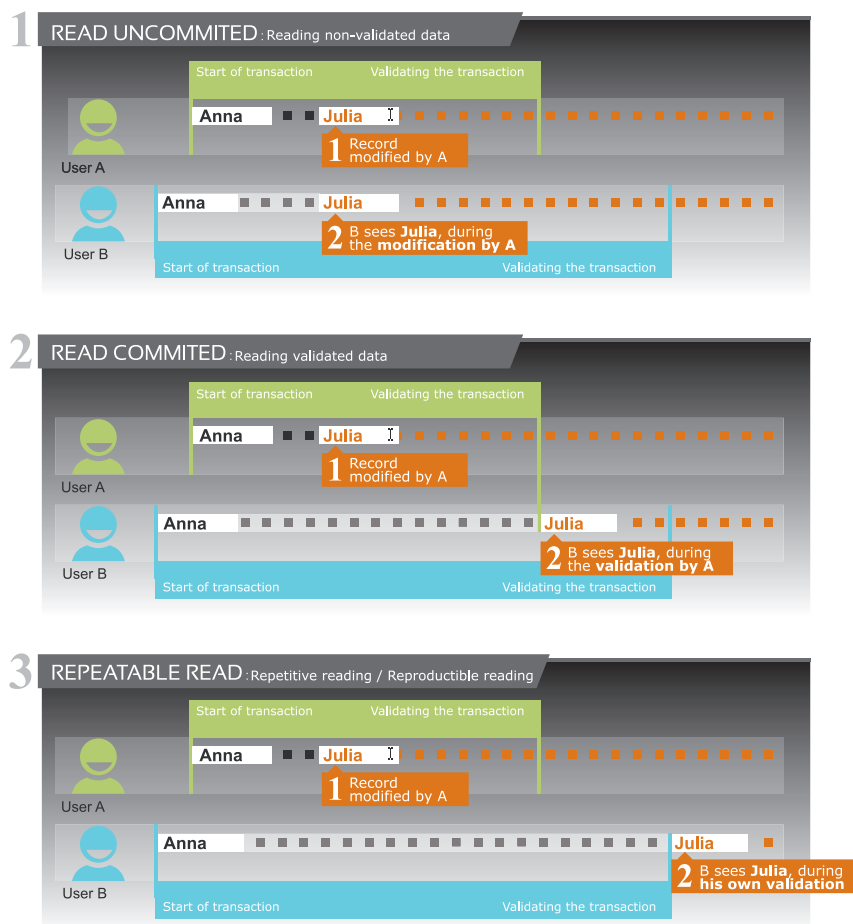 1 READ UNCOMMITED : Reading non-validated data
Start of transaction Validating the transaction
Anna Julia
1 Record
modified by A
User A
Anna Julia
2 B sees Julia, during
the modification by A
User B
Start of transaction Validating the transaction
2 READ COMMITED : Reading validated data
Start of transaction Validating the transaction
Anna Julia
1 Record
modified by A
User A
Anna Julia
2 B sees Julia, during
the validation by A
User B
Start of transaction Validating the transaction
3 REPEATABLE READ : Repetitive reading / Reproductible reading
Start of transaction Validating the transaction
Anna Julia
1 Record
modified by A
User A
Anna Julia
2 B sees Julia, during
his own validation
User B
Start of transaction Validating the transaction